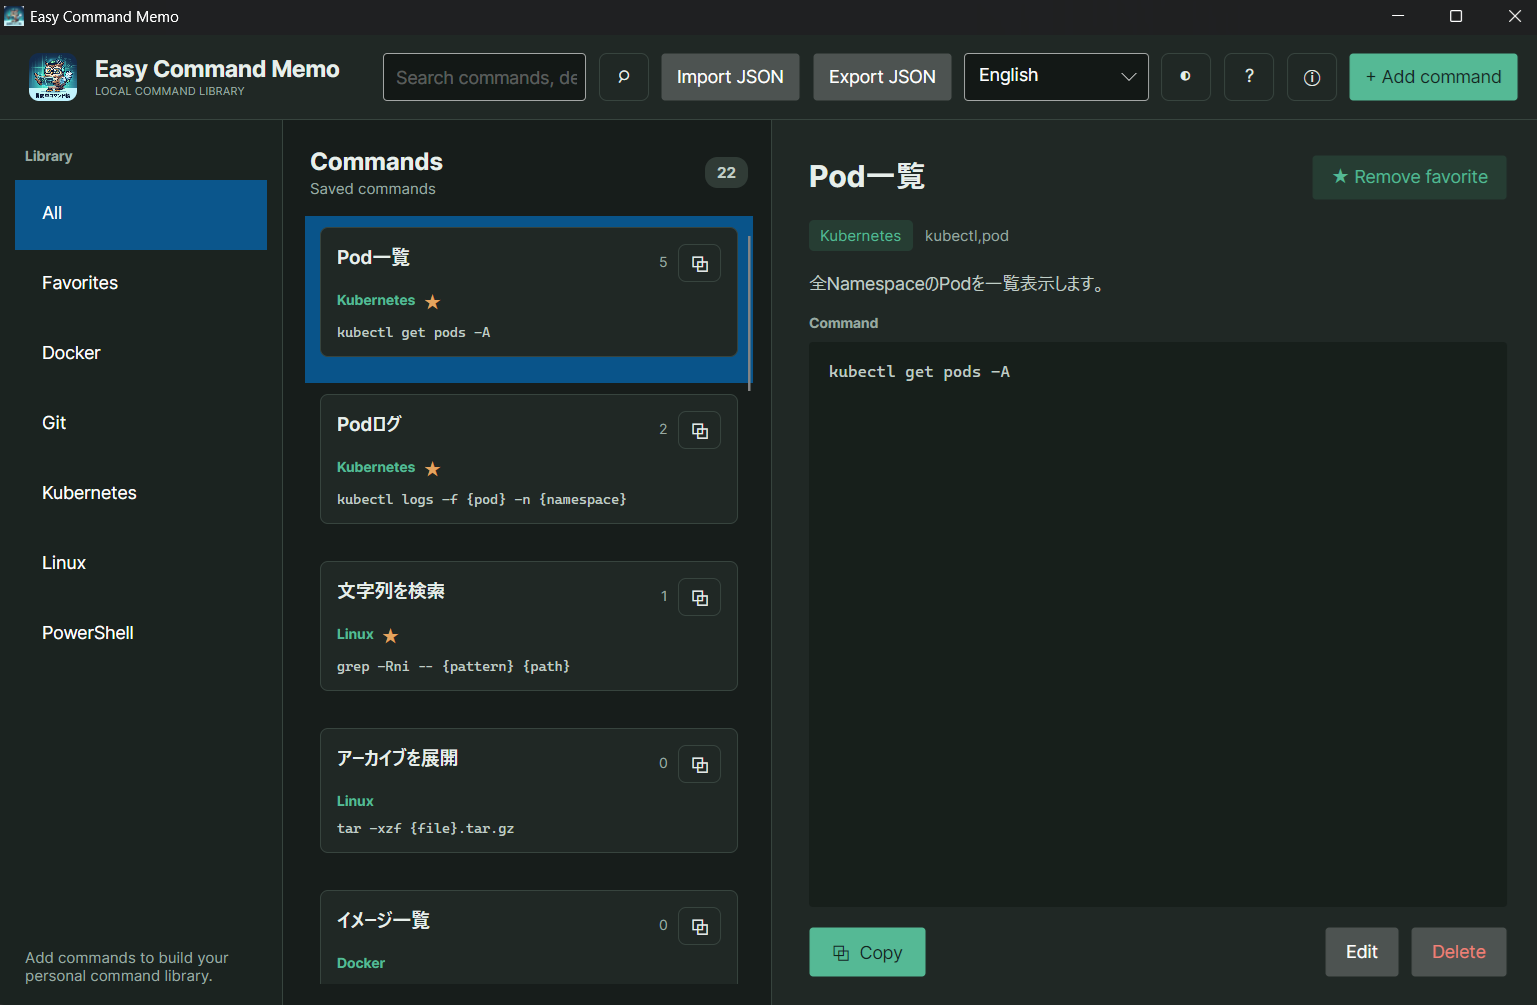 Easy Command Memo
Easy Command Memo
LOCAL COMMAND LIBRARY
Search commands, de
Import JSON
Export JSON
English
?
+ Add command
Library
All
Favorites
Docker
Git
Kubernetes
Linux
PowerShell
Add commands to build your
personal command library.
Commands
Saved commands
22
Pod一覧
5
Kubernetes ★
kubectl get pods -A
Podログ
2
Kubernetes ★
kubectl logs -f {pod} -n {namespace}
文字列を検索
1
Linux ★
grep -Rni -- {pattern} {path}
アーカイブを展開
0
Linux
tar -xzf {file}.tar.gz
イメージ一覧
0
Docker
Pod一覧
★ Remove favorite
Kubernetes
kubectl,pod
全NamespaceのPodを一覧表示します。
Command
kubectl get pods -A
Copy
Edit
Delete